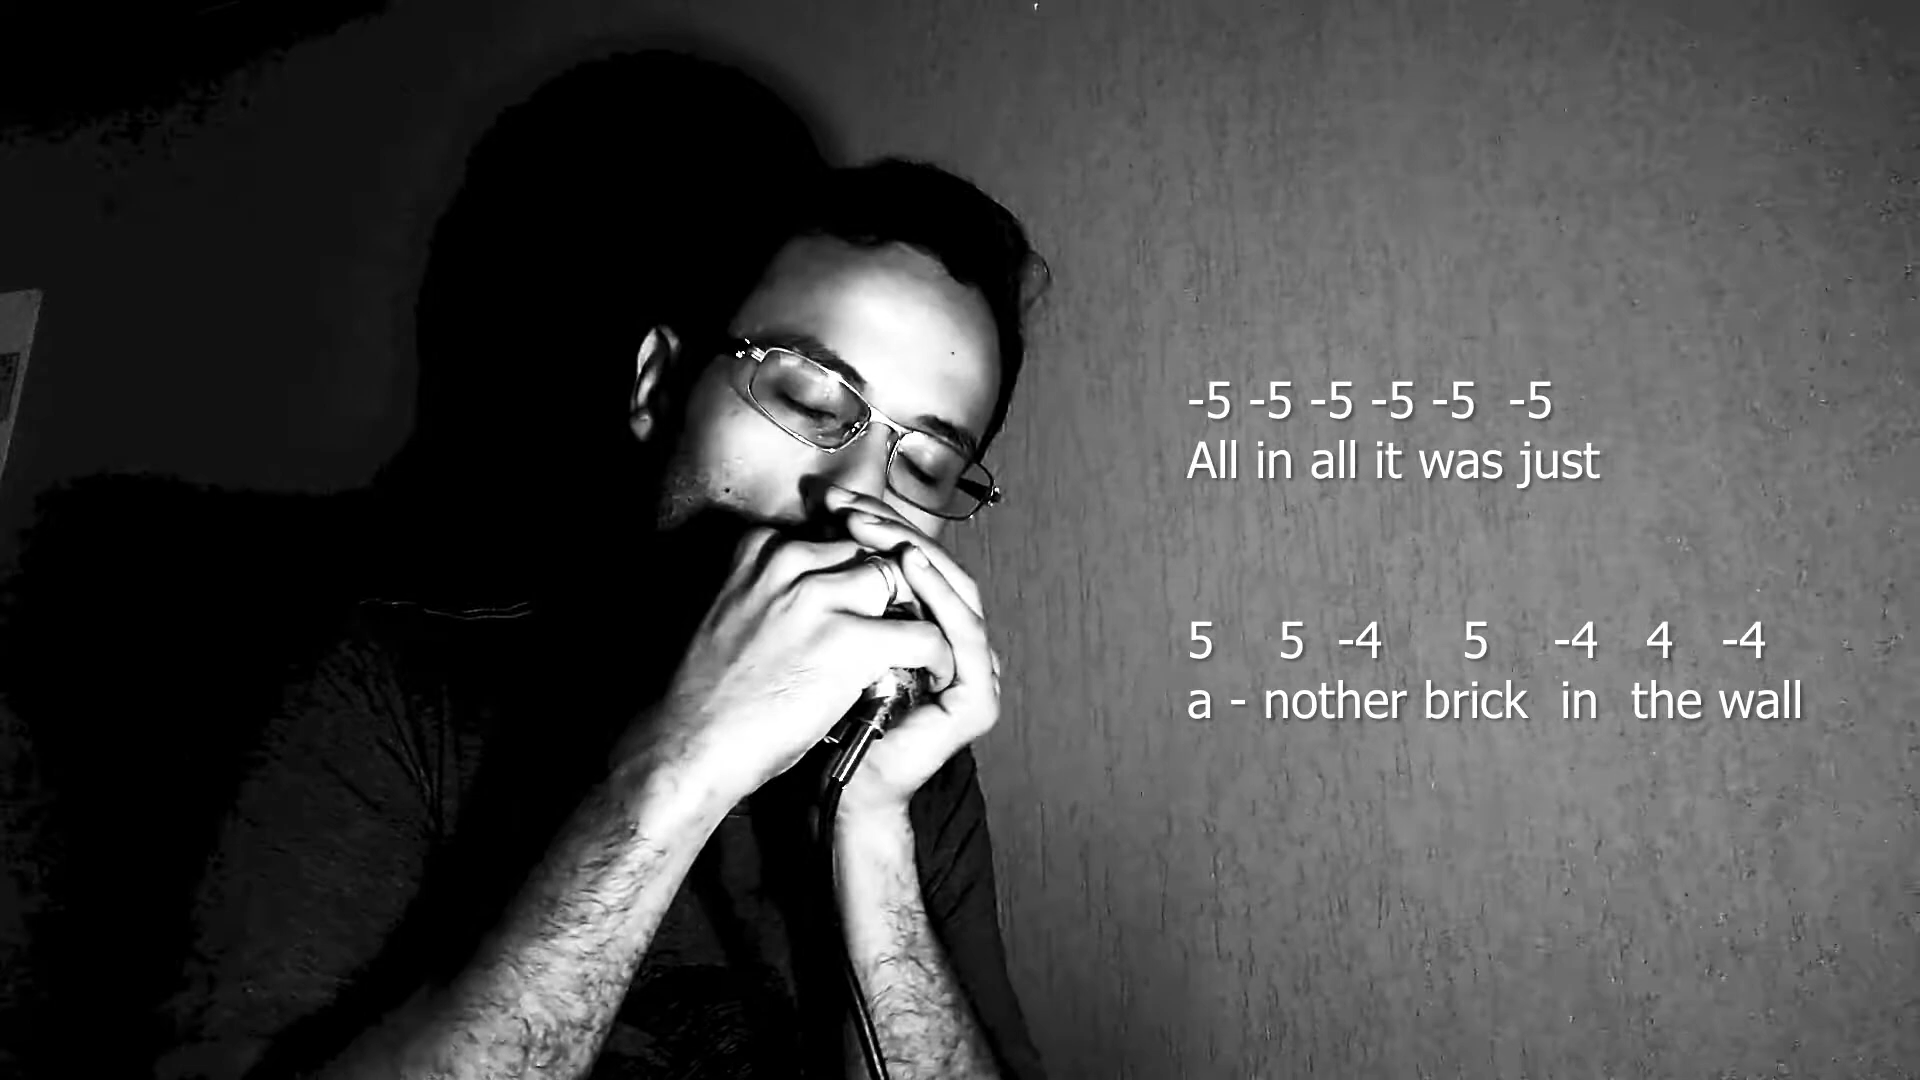 -5 -5 -5 -5 -5 -5
All in all it was just
5 5 -4 5 -4 4 -4
a - nother brick in the wall